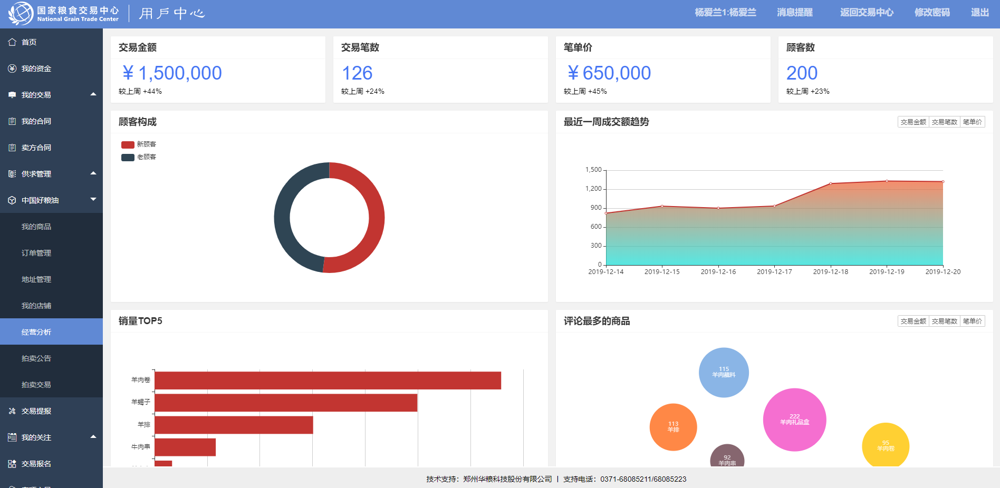 国家粮食交易中心
National Grain Trade Center
用戶中心
杨爱兰1:杨爱兰
消息提醒
返回交易中心
修改密码
退出
首页
我的资金
我的交易
我的合同
卖方合同
供求管理
中国好粮油
我的商品
订单管理
地址管理
我的店铺
经营分析
拍卖公告
拍卖交易
交易提报
我的关注
交易报名
交易金额
￥1,500,000
较上周 +44%
交易笔数
126
较上周 +24%
笔单价
￥650,000
较上周 +45%
顾客数
200
较上周 +23%
顾客构成
新顾客
老顾客
最近一周成交额趋势
交易金额 交易笔数 笔单价
1,500
1,200
900
600
300
0
2019-12-14 2019-12-15 2019-12-16 2019-12-17 2019-12-18 2019-12-19 2019-12-20
销量TOP5
羊肉卷
羊蝎子
羊排
牛肉串
评论最多的商品
交易金额 交易笔数 笔单价
115
羊肉蘸料
222
羊肉礼品盒
113
羊排
95
羊肉卷
92
羊肉串
技术支持：郑州华粮科技股份有限公司 | 支持电话：0371-68085211/68085223